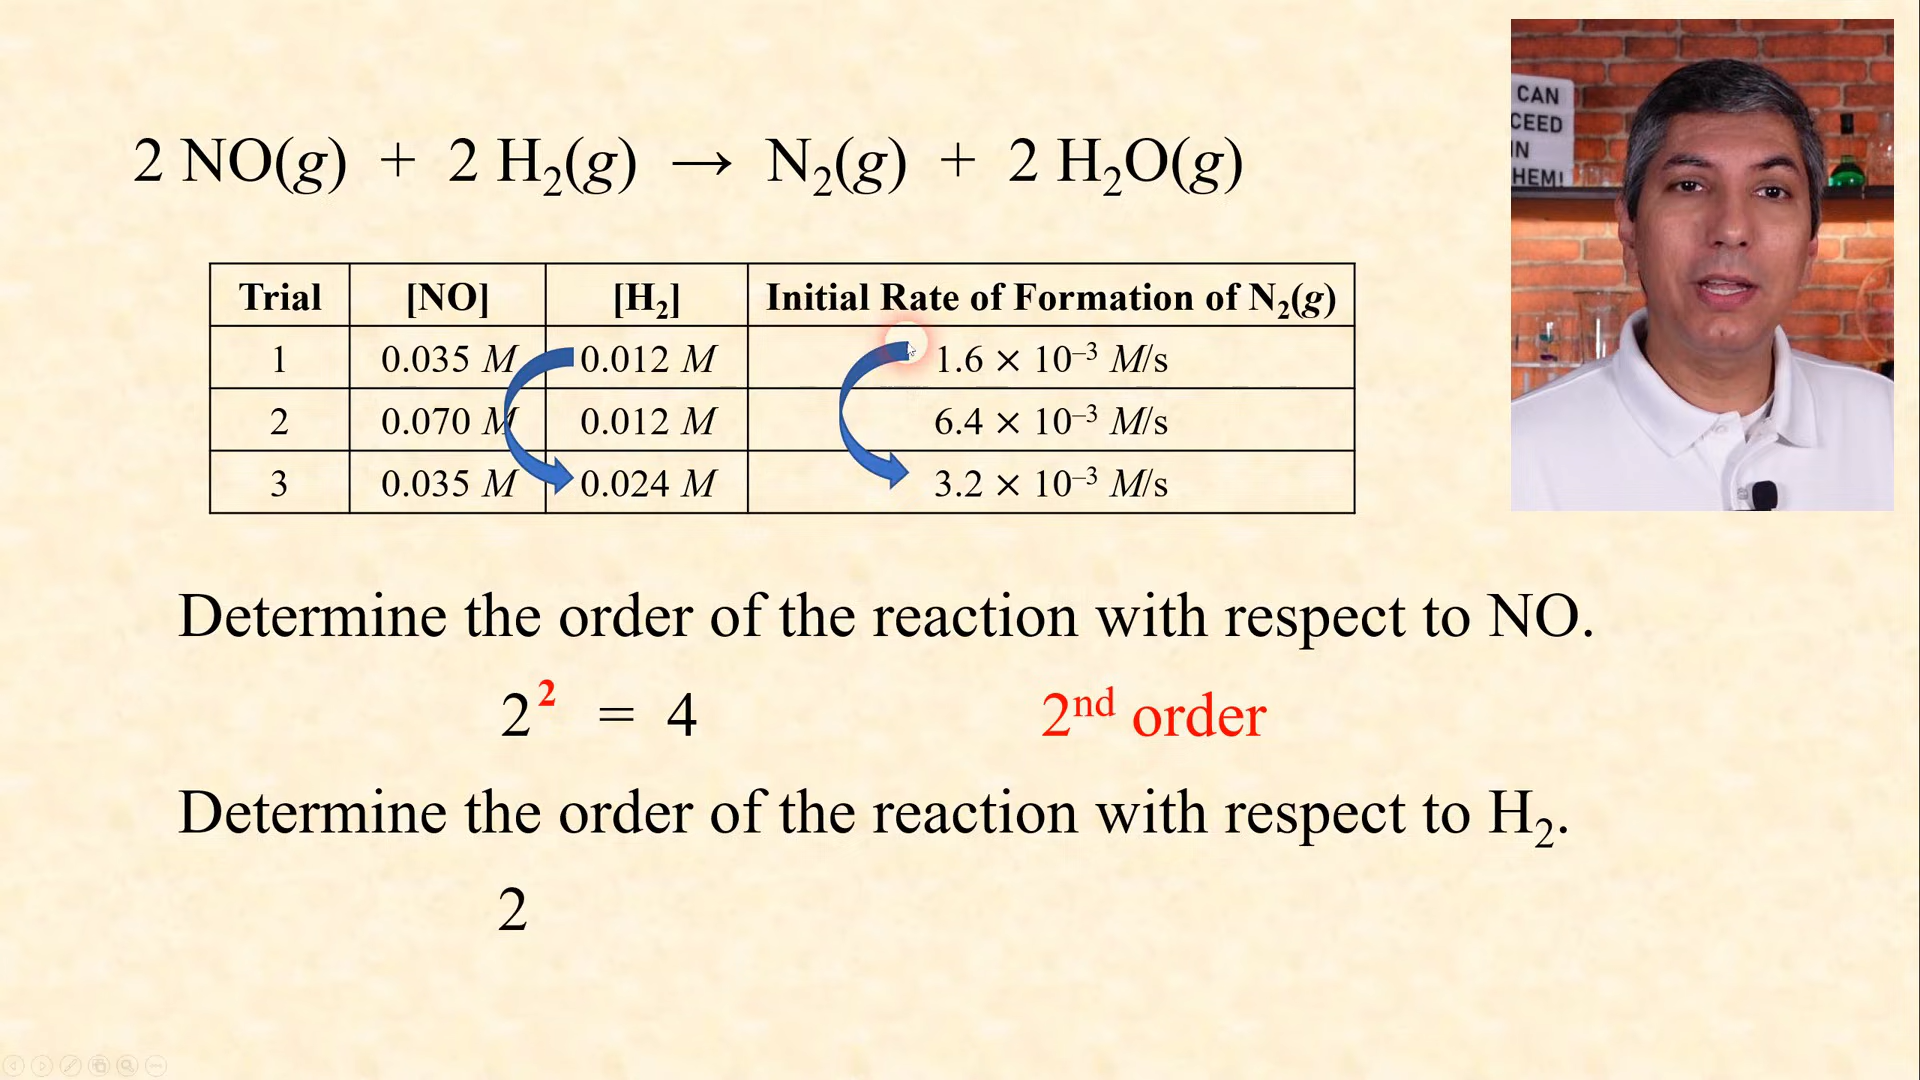 2 NO(g) + 2 H₂(g) → N₂(g) + 2 H₂O(g)
Trial [NO] [H₂] Initial Rate of Formation of N₂(g)
1 0.035 M 0.012 M 1.6 × 10⁻³ M/s
2 0.070 M 0.012 M 6.4 × 10⁻³ M/s
3 0.035 M 0.024 M 3.2 × 10⁻³ M/s
Determine the order of the reaction with respect to NO.
2² = 4 2ⁿᵈ order
Determine the order of the reaction with respect to H₂.
2
CAN
CEED
IN
HEM!